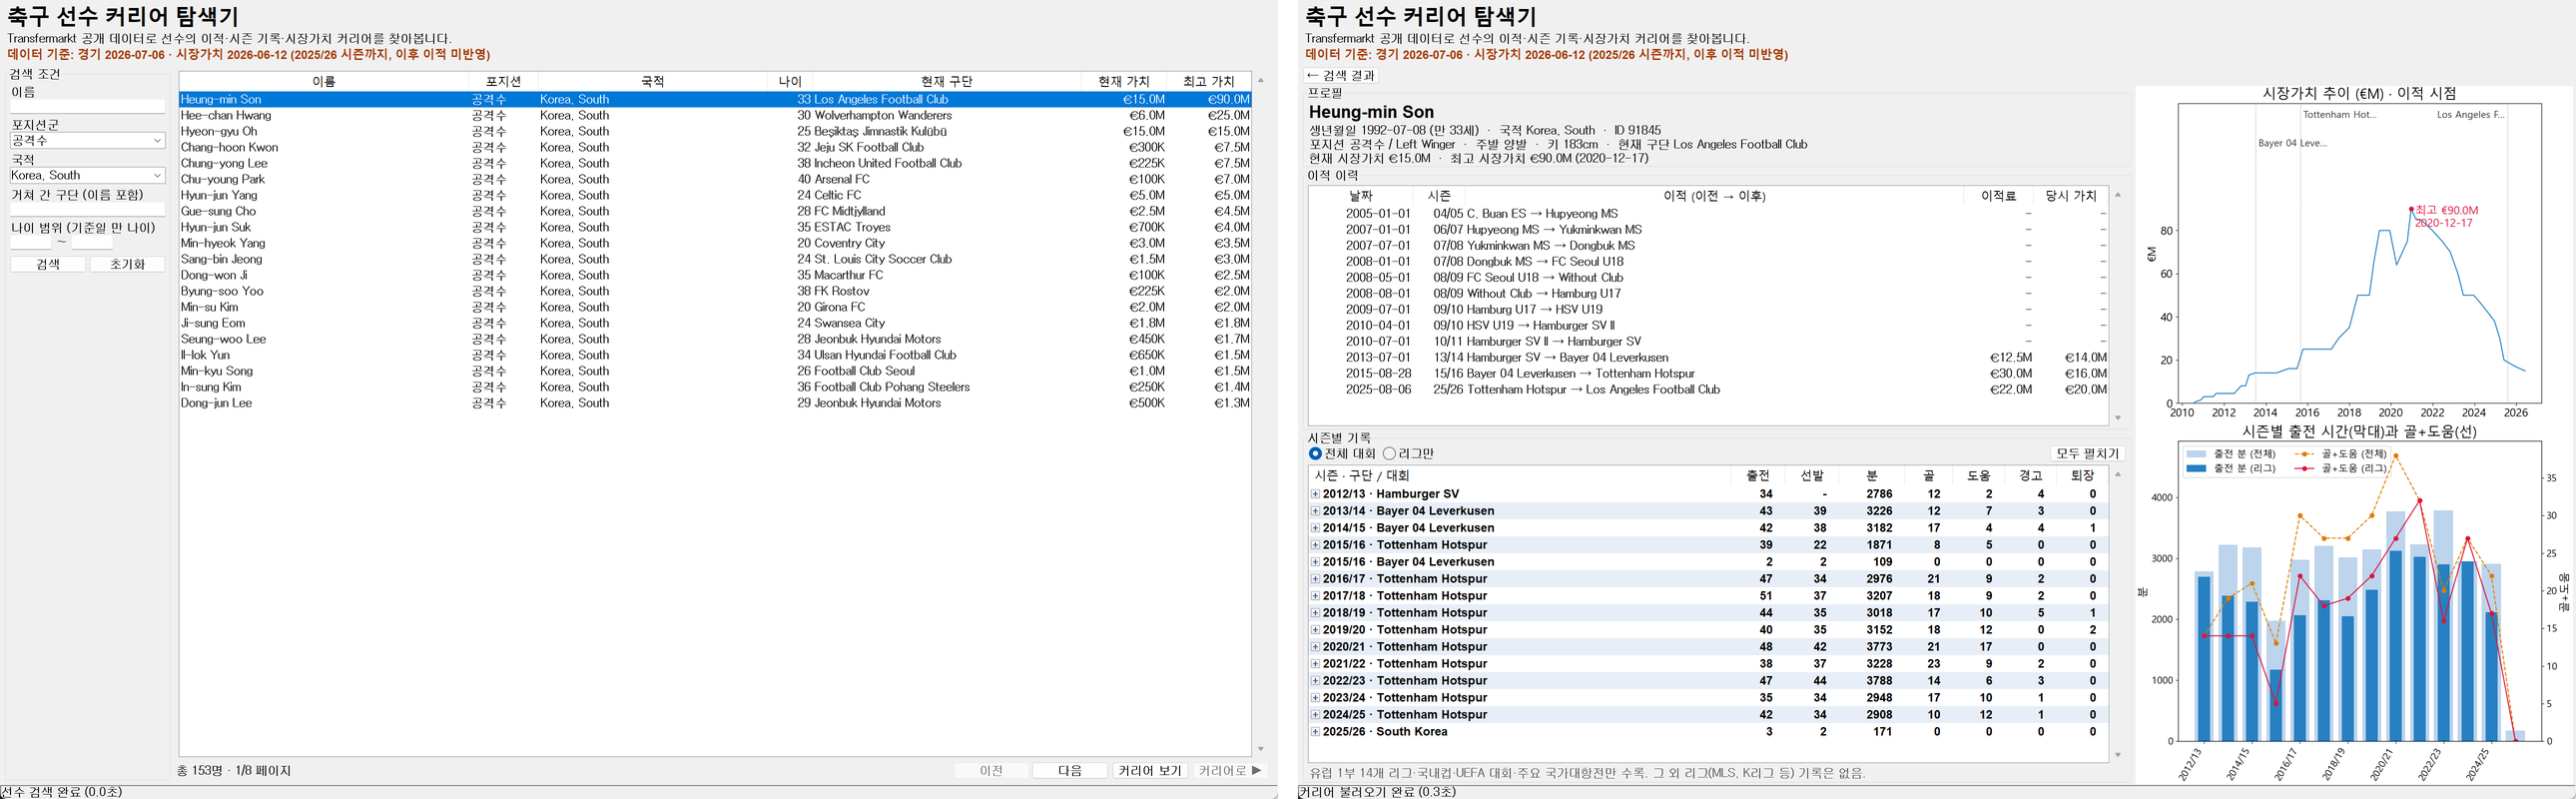 축구 선수 커리어 탐색기
Transfermarkt 공개 데이터로 선수의 이적·시즌 기록·시장가치 커리어를 찾아봅니다.
데이터 기준: 경기 2026-07-06 · 시장가치 2026-06-12 (2025/26 시즌까지, 이후 이적 미반영)
검색 조건
이름
포지션군
공격수
국적
Korea, South
거쳐 간 구단 (이름 포함)
나이 범위 (기준일 만 나이)
~
검색 초기화
이름 포지션 국적 나이 현재 구단 현재 가치 최고 가치
Heung-min Son 공격수 Korea, South 33 Los Angeles Football Club €15.0M €90.0M
Hee-chan Hwang 공격수 Korea, South 30 Wolverhampton Wanderers €6.0M €25.0M
Hyeon-gyu Oh 공격수 Korea, South 25 Beşiktaş Jimnastik Kulübü €15.0M €15.0M
Chang-hoon Kwon 공격수 Korea, South 32 Jeju SK Football Club €300K €7.5M
Chung-yong Lee 공격수 Korea, South 38 Incheon United Football Club €225K €7.5M
Chu-young Park 공격수 Korea, South 40 Arsenal FC €100K €7.0M
Hyun-jun Yang 공격수 Korea, South 24 Celtic FC €5.0M €5.0M
Gue-sung Cho 공격수 Korea, South 28 FC Midtjylland €2.5M €4.5M
Hyun-jun Suk 공격수 Korea, South 35 ESTAC Troyes €700K €4.0M
Min-hyeok Yang 공격수 Korea, South 20 Coventry City €3.0M €3.5M
Sang-bin Jeong 공격수 Korea, South 24 St. Louis City Soccer Club €1.5M €3.0M
Dong-won Ji 공격수 Korea, South 35 Macarthur FC €100K €2.5M
Byung-soo Yoo 공격수 Korea, South 38 FK Rostov €225K €2.0M
Min-su Kim 공격수 Korea, South 20 Girona FC €2.0M €2.0M
Ji-sung Eom 공격수 Korea, South 24 Swansea City €1.8M €1.8M
Seung-woo Lee 공격수 Korea, South 28 Jeonbuk Hyundai Motors €450K €1.7M
Il-lok Yun 공격수 Korea, South 34 Ulsan Hyundai Football Club €650K €1.5M
Min-kyu Song 공격수 Korea, South 26 Football Club Seoul €1.0M €1.5M
In-sung Kim 공격수 Korea, South 36 Football Club Pohang Steelers €250K €1.4M
Dong-jun Lee 공격수 Korea, South 29 Jeonbuk Hyundai Motors €500K €1.3M
총 153명 · 1/8 페이지 이전 다음 커리어 보기 커리어로 ▶
선수 검색 완료 (0.0초)
축구 선수 커리어 탐색기
Transfermarkt 공개 데이터로 선수의 이적·시즌 기록·시장가치 커리어를 찾아봅니다.
데이터 기준: 경기 2026-07-06 · 시장가치 2026-06-12 (2025/26 시즌까지, 이후 이적 미반영)
← 검색 결과
프로필
Heung-min Son
생년월일 1992-07-08 (만 33세) · 국적 Korea, South · ID 91845
포지션 공격수 / Left Winger · 주발 양발 · 키 183cm · 현재 구단 Los Angeles Football Club
현재 시장가치 €15.0M · 최고 시장가치 €90.0M (2020-12-17)
이적 이력
날짜 시즌 이적 (이전 → 이후) 이적료 당시 가치
2005-01-01 04/05 C. Buan ES → Hupyeong MS – –
2007-01-01 06/07 Hupyeong MS → Yukminkwan MS – –
2007-07-01 07/08 Yukminkwan MS → Dongbuk MS – –
2008-01-01 07/08 Dongbuk MS → FC Seoul U18 – –
2008-05-01 08/09 FC Seoul U18 → Without Club – –
2008-08-01 08/09 Without Club → Hamburg U17 – –
2009-07-01 09/10 Hamburg U17 → HSV U19 – –
2010-04-01 09/10 HSV U19 → Hamburger SV II – –
2010-07-01 10/11 Hamburger SV II → Hamburger SV – –
2013-07-01 13/14 Hamburger SV → Bayer 04 Leverkusen €12.5M €14.0M
2015-08-28 15/16 Bayer 04 Leverkusen → Tottenham Hotspur €30.0M €16.0M
2025-08-06 25/26 Tottenham Hotspur → Los Angeles Football Club €22.0M €20.0M
시즌별 기록
전체 대회 리그만 모두 펼치기
시즌 · 구단 / 대회 출전 선발 분 골 도움 경고 퇴장
2012/13 · Hamburger SV 34 - 2786 12 2 4 0
2013/14 · Bayer 04 Leverkusen 43 39 3226 12 7 3 0
2014/15 · Bayer 04 Leverkusen 42 38 3182 17 4 4 1
2015/16 · Tottenham Hotspur 39 22 1871 8 5 0 0
2015/16 · Bayer 04 Leverkusen 2 2 109 0 0 0 0
2016/17 · Tottenham Hotspur 47 34 2976 21 9 2 0
2017/18 · Tottenham Hotspur 51 37 3207 18 9 2 0
2018/19 · Tottenham Hotspur 44 35 3018 17 10 5 1
2019/20 · Tottenham Hotspur 40 35 3152 18 12 0 2
2020/21 · Tottenham Hotspur 48 42 3773 21 17 0 0
2021/22 · Tottenham Hotspur 38 37 3228 23 9 2 0
2022/23 · Tottenham Hotspur 47 44 3788 14 6 3 0
2023/24 · Tottenham Hotspur 35 34 2948 17 10 1 0
2024/25 · Tottenham Hotspur 42 34 2908 10 12 1 0
2025/26 · South Korea 3 2 171 0 0 0 0
유럽 1부 14개 리그·국내컵·UEFA 대회·주요 국가대항전만 수록. 그 외 리그(MLS, K리그 등) 기록은 없음.
커리어 불러오기 완료 (0.3초)
시장가치 추이 (€M) · 이적 시점
Tottenham Hot... Los Angeles F...
Bayer 04 Leve...
최고 €90.0M
2020-12-17
€M
80
60
40
20
0
2010 2012 2014 2016 2018 2020 2022 2024 2026
시즌별 출전 시간(막대)과 골+도움(선)
출전 분 (전체) 골+도움 (전체)
출전 분 (리그) 골+도움 (리그)
분
4000
3000
2000
1000
0
35
30
25
20
15
10
5
0
골+도움
2012/13 2014/15 2016/17 2018/19 2020/21 2022/23 2024/25